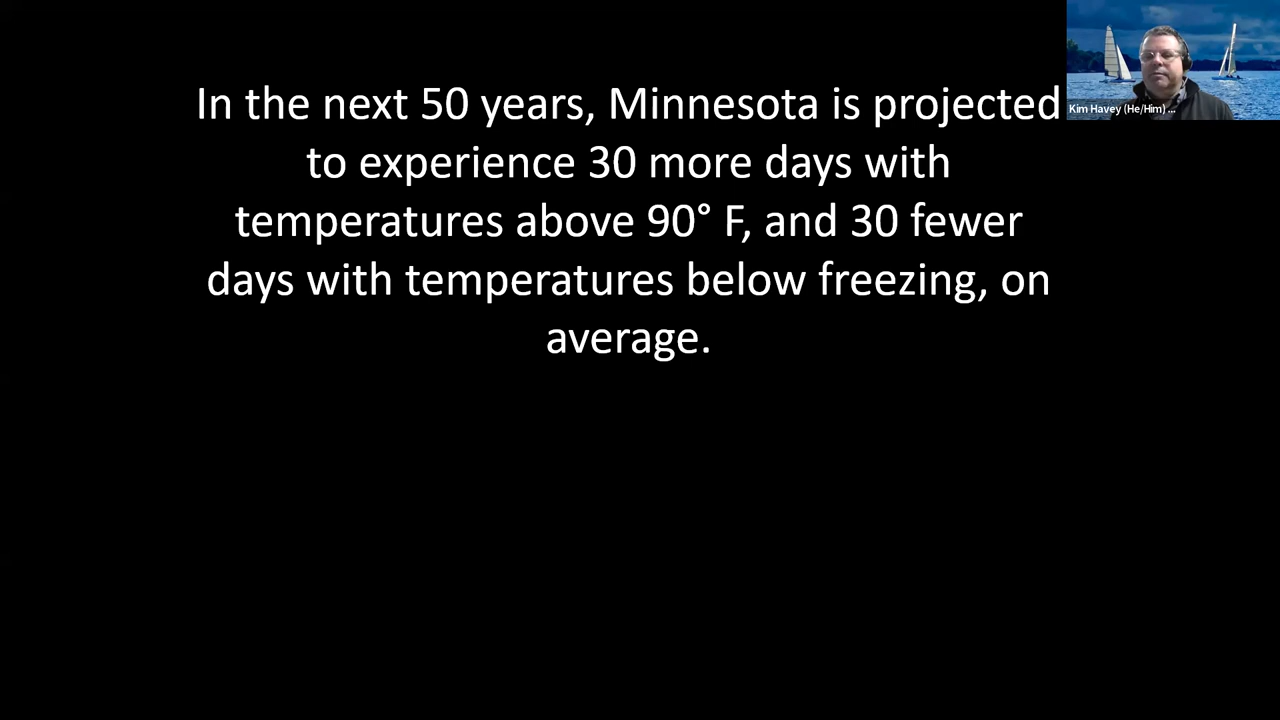 In the next 50 years, Minnesota is projected
to experience 30 more days with
temperatures above 90° F, and 30 fewer
days with temperatures below freezing, on
average.
Kim Havey (He/Him) ...